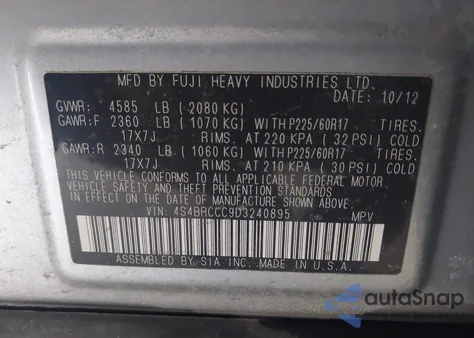 MFD BY FUJI HEAVY INDUSTRIES LTD.
DATE: 10/12
GVWR: 4585 LB (2080 KG)
GAWR:F 2360 LB (1070 KG) WITH P225/60R17 TIRES.
17X7J RIMS. AT 220 KPA (32 PSI) COLD
GAWR:R 2340 LB (1060 KG) WITH P225/60R17 TIRES.
17X7J RIMS. AT 210 KPA (30 PSI) COLD
THIS VEHICLE CONFORMS TO ALL APPLICABLE FEDERAL MOTOR
VEHICLE SAFETY AND THEFT PREVENTION STANDARDS
IN EFFECT ON THE DATE OF MANUFACTURE SHOWN ABOVE.
VIN: 4S4BRCCC9D3240895 MPV
ASSEMBLED BY SIA INC. MADE IN U.S.A.
autoSnap